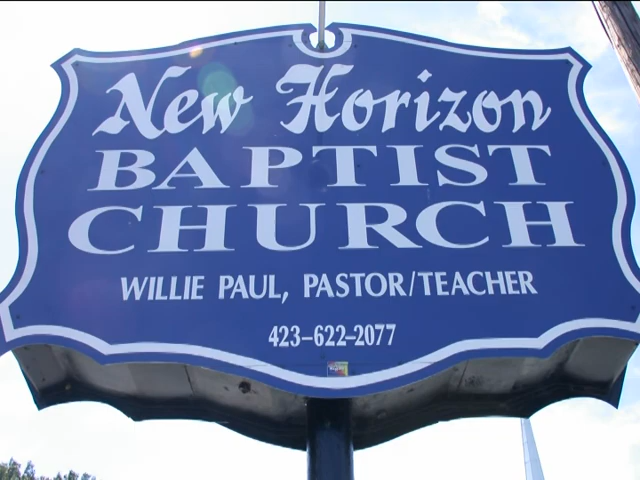 New Horizon
BAPTIST
CHURCH
WILLIE PAUL, PASTOR/TEACHER
423-622-2077